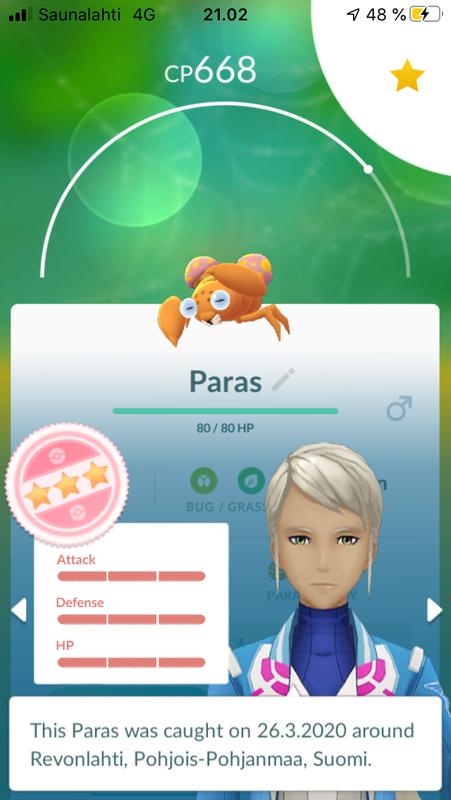 Saunalahti 4G 21.02 48 %
CP668
Paras
80 / 80 HP
BUG / GRASS
Attack
Defense
HP
This Paras was caught on 26.3.2020 around
Revonlahti, Pohjois-Pohjanmaa, Suomi.